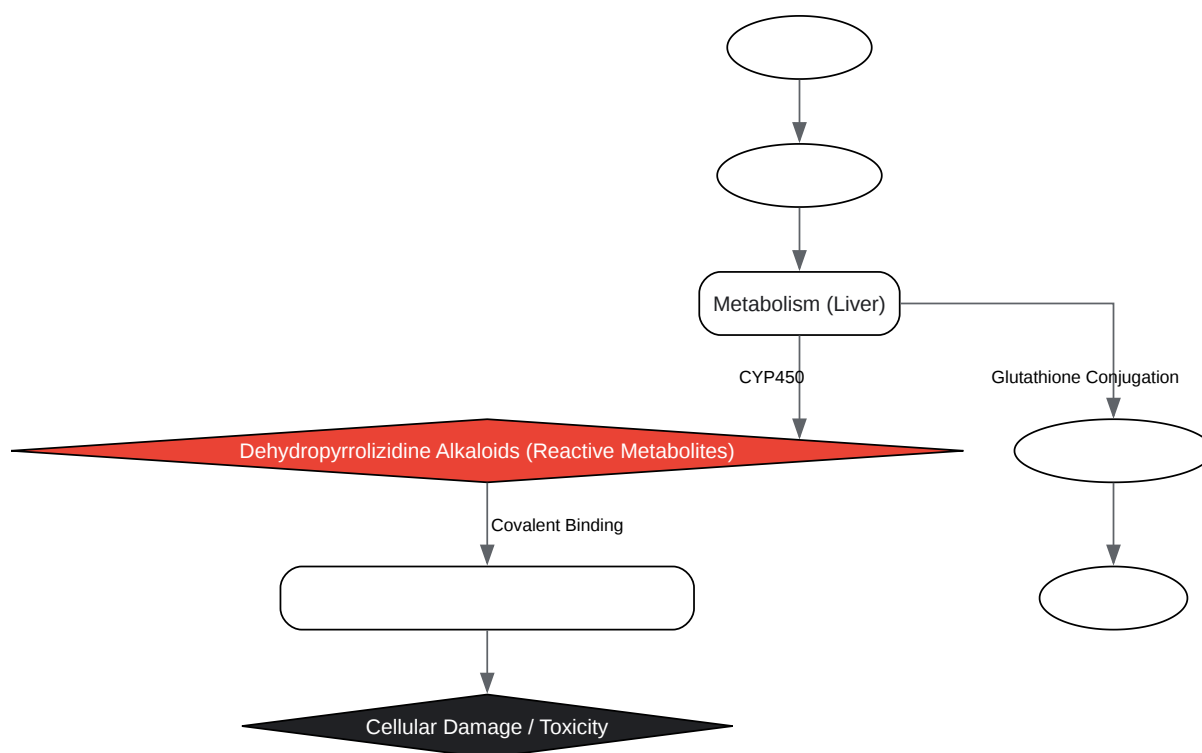 Metabolism (Liver)
CYP450
Glutathione Conjugation
Dehydropyrrolizidine Alkaloids (Reactive Metabolites)
Covalent Binding
Cellular Damage / Toxicity